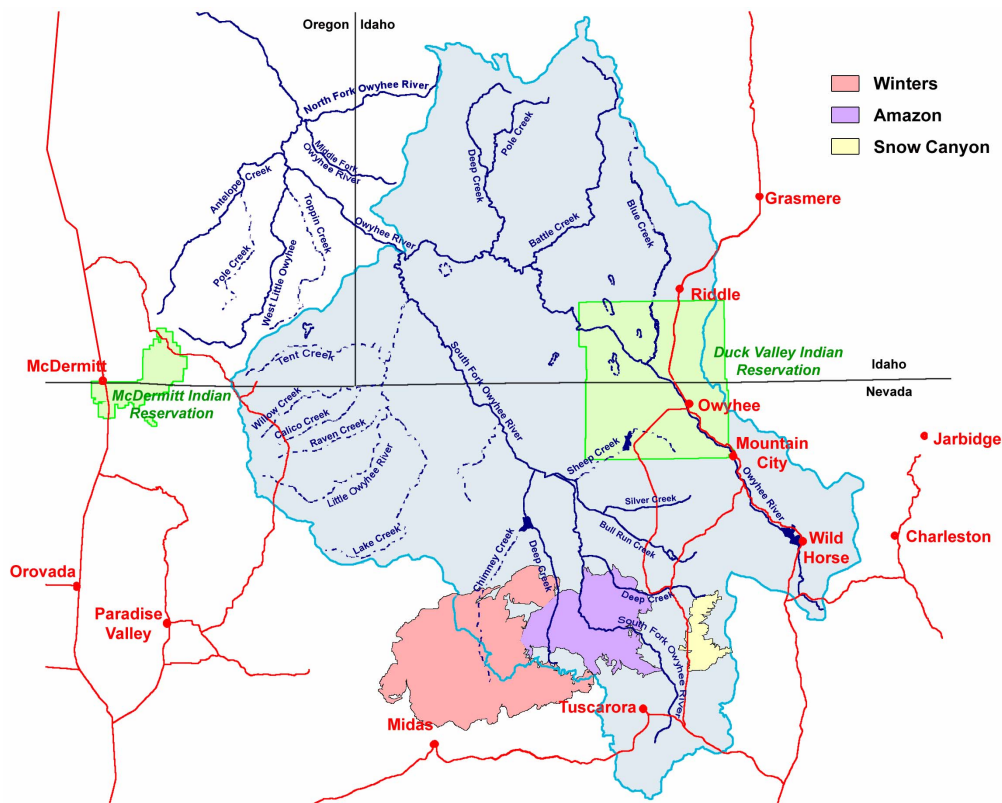 Oregon
Idaho
North Fork Owyhee River
Winters
Amazon
Snow Canyon
Middle Fork
Owyhee River
Pole Creek
Deep Creek
Antelope Creek
Toppin Creek
Grasmere
Blue Creek
Owyhee River
Battle Creek
Pole Creek
West Little Owyhee
Riddle
Tent Creek
South Fork Owyhee River
Duck Valley Indian
Reservation
McDermitt
Idaho
Nevada
McDermitt Indian
Reservation
Willow Creek
Calico Creek
Raven Creek
Owyhee
Mountain
City
Jarbidge
Sheep Creek
Little Owyhee River
Owyhee River
Silver Creek
Bull Run Creek
Lake Creek
Chimney Creek
Deep Creek
Wild
Horse
Charleston
Orovada
Deep Creek
Paradise
Valley
South Fork Owyhee River
Tuscarora
Midas